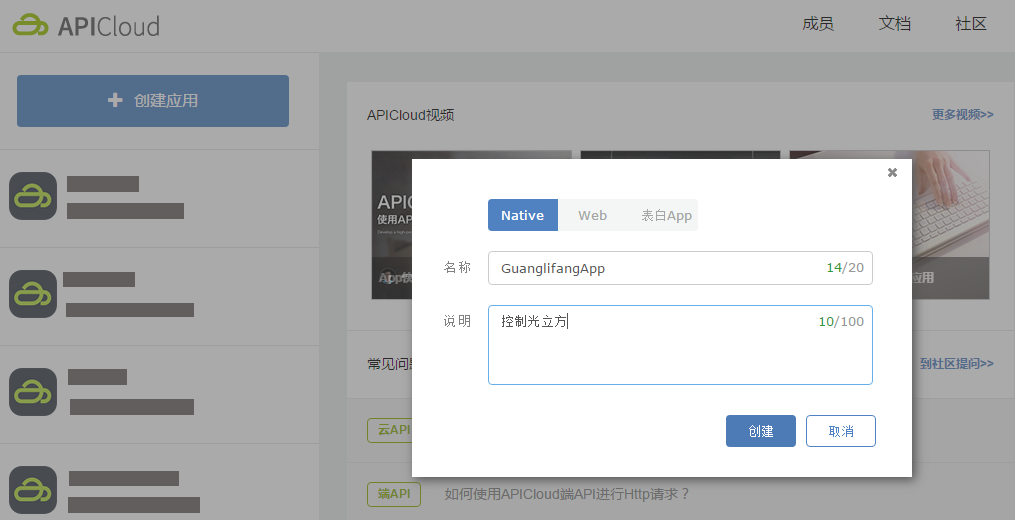 APICloud
成员 文档 社区
创建应用
APICloud视频
更多视频>>
使用AP
应用
Native Web 表白App
名称 GuanglifangApp 14/20
说明 控制光立方 10/100
创建 取消
常见问题
到社区提问>>
云API
端API 如何使用APICloud端API进行Http请求？